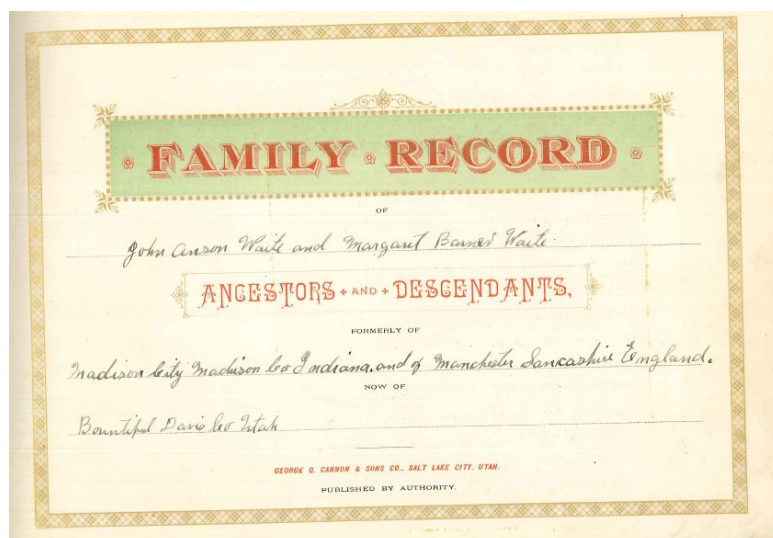 FAMILY RECORD
OF
John Anson Waite and Margaret Barnes Waite
ANCESTORS AND DESCENDANTS,
FORMERLY OF
Madison City Madison Co Indiana. and of Manchester Lancashire England.
NOW OF
Bountiful Davis Co Utah
GEORGE Q. CANNON & SONS CO., SALT LAKE CITY, UTAH.
PUBLISHED BY AUTHORITY.